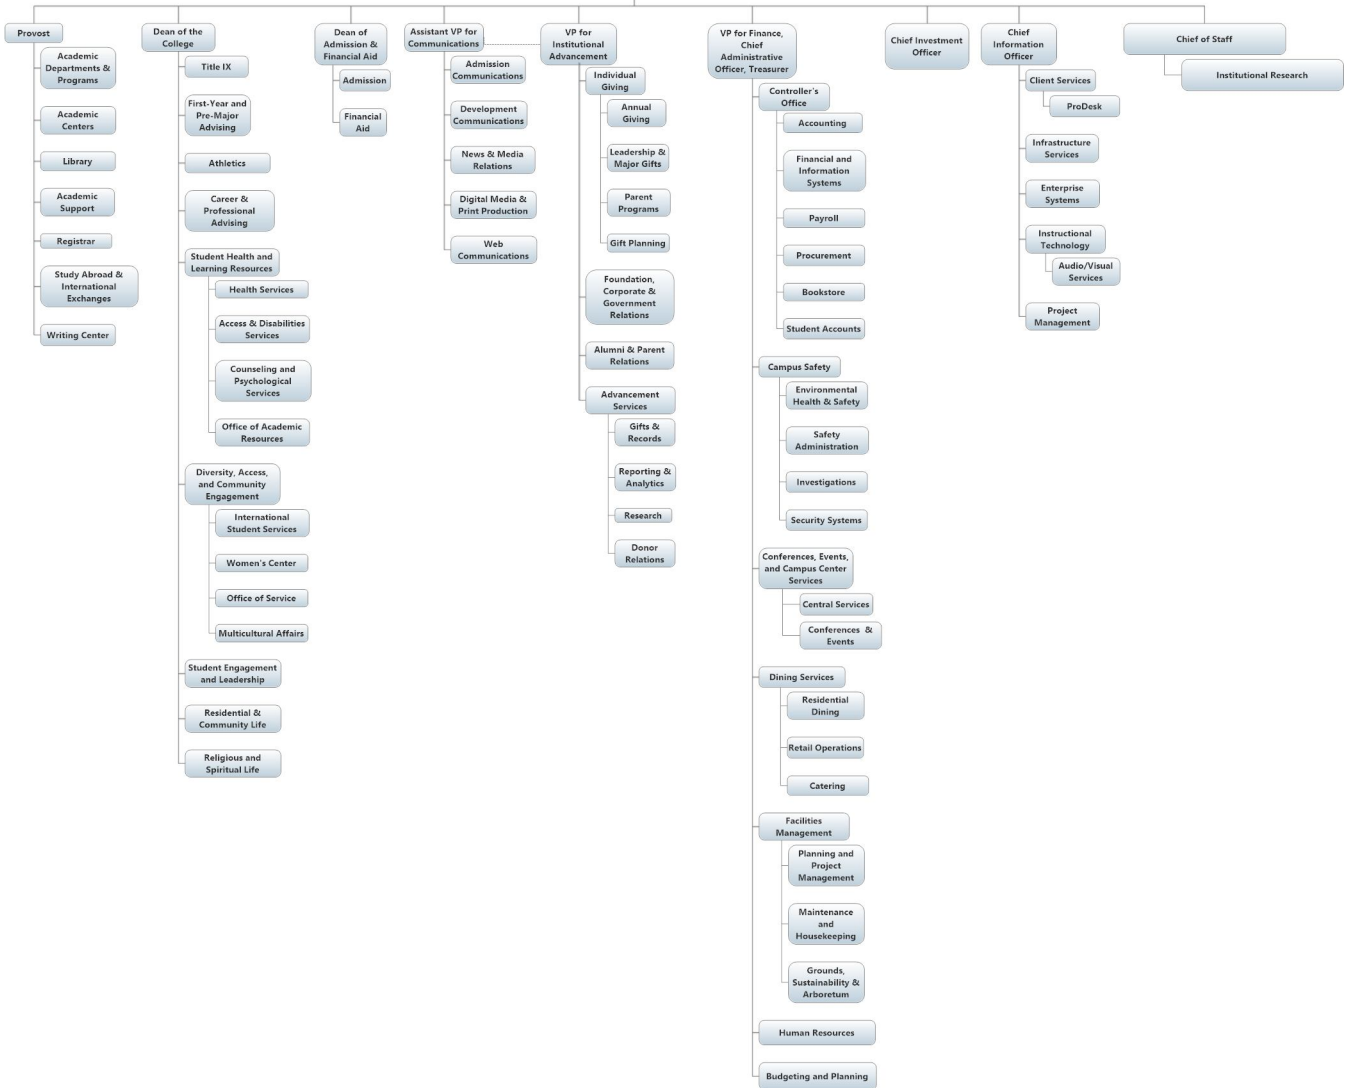 Provost
Academic
Departments &
Programs
Academic
Centers
Library
Academic
Support
Registrar
Study Abroad &
International
Exchanges
Writing Center
Dean of the
College
Title IX
First-Year and
Pre-Major
Advising
Athletics
Career &
Professional
Advising
Student Health and
Learning Resources
Health Services
Access & Disabilities
Services
Counseling and
Psychological
Services
Office of Academic
Resources
Diversity, Access,
and Community
Engagement
International
Student Services
Women's Center
Office of Service
Multicultural Affairs
Student Engagement
and Leadership
Residential &
Community Life
Religious and
Spiritual Life
Dean of
Admission &
Financial Aid
Admission
Financial
Aid
Assistant VP for
Communications
Admission
Communications
Development
Communications
News & Media
Relations
Digital Media &
Print Production
Web
Communications
VP for
Institutional
Advancement
Individual
Giving
Annual
Giving
Leadership &
Major Gifts
Parent
Programs
Gift Planning
Foundation,
Corporate &
Government
Relations
Alumni & Parent
Relations
Advancement
Services
Gifts &
Records
Reporting &
Analytics
Research
Donor
Relations
VP for Finance,
Chief
Administrative
Officer, Treasurer
Controller's
Office
Accounting
Financial and
Information
Systems
Payroll
Procurement
Bookstore
Student Accounts
Campus Safety
Environmental
Health & Safety
Safety
Administration
Investigations
Security Systems
Conferences, Events,
and Campus Center
Services
Central Services
Conferences &
Events
Dining Services
Residential
Dining
Retail Operations
Catering
Facilities
Management
Planning and
Project
Management
Maintenance
and
Housekeeping
Grounds,
Sustainability &
Arboretum
Human Resources
Budgeting and Planning
Chief Investment
Officer
Chief
Information
Officer
Client Services
ProDesk
Infrastructure
Services
Enterprise
Systems
Instructional
Technology
Audio/Visual
Services
Project
Management
Chief of Staff
Institutional Research